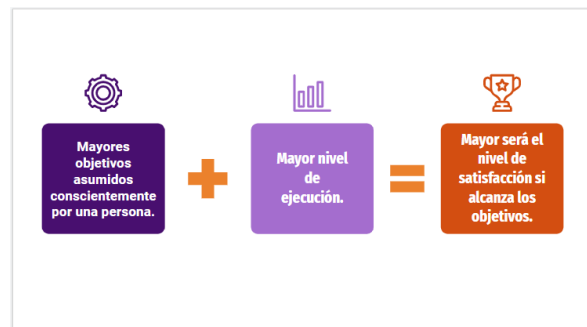 Mayores
objetivos
asumidos
conscientemente
por una persona.
Mayor nivel
de
ejecución.
Mayor será el
nivel de
satisfacción si
alcanza los
objetivos.